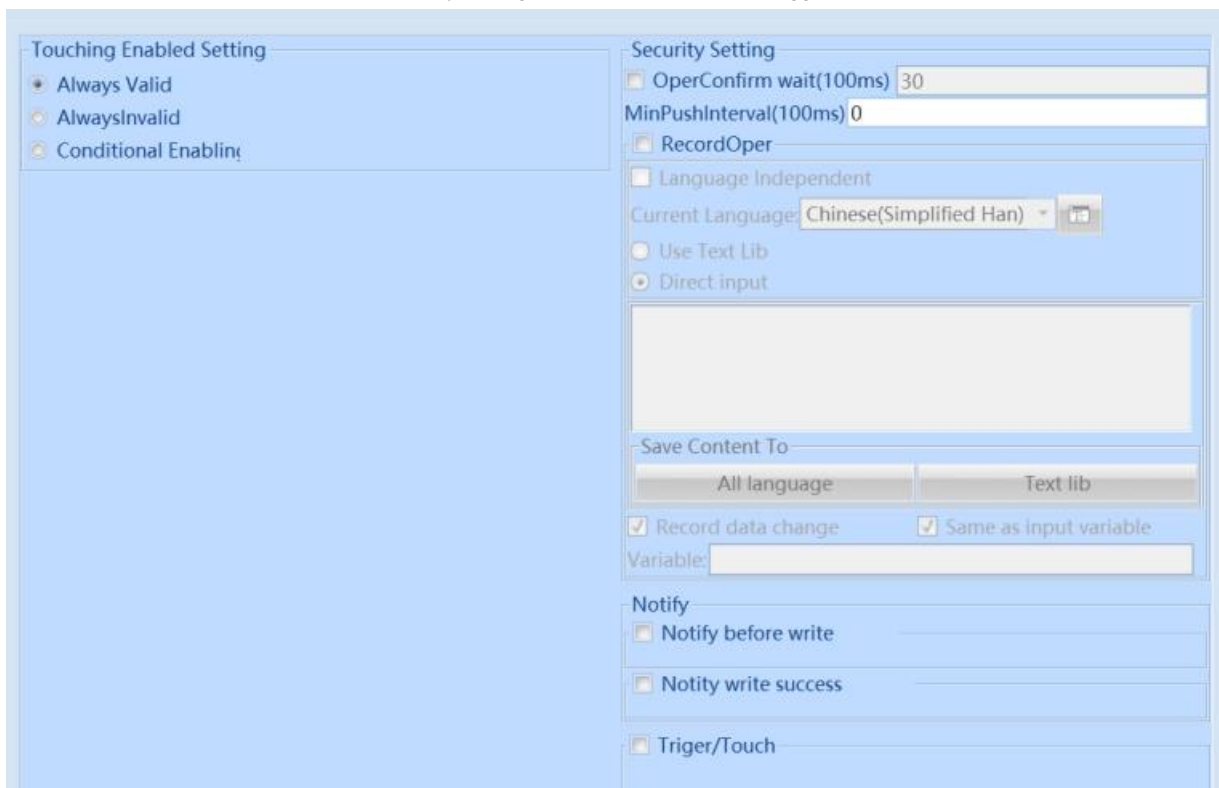 Touching Enabled Setting
Always Valid
AlwaysInvalid
Conditional Enabling
Security Setting
OperConfirm wait(100ms) 30
MinPushInterval(100ms) 0
RecordOper
Language Independent
Current Language: Chinese(Simplified Han)
Use Text Lib
Direct input
Save Content To
All language Text lib
Record data change Same as input variable
Variable:
Notify
Notify before write
Notity write success
Triger/Touch